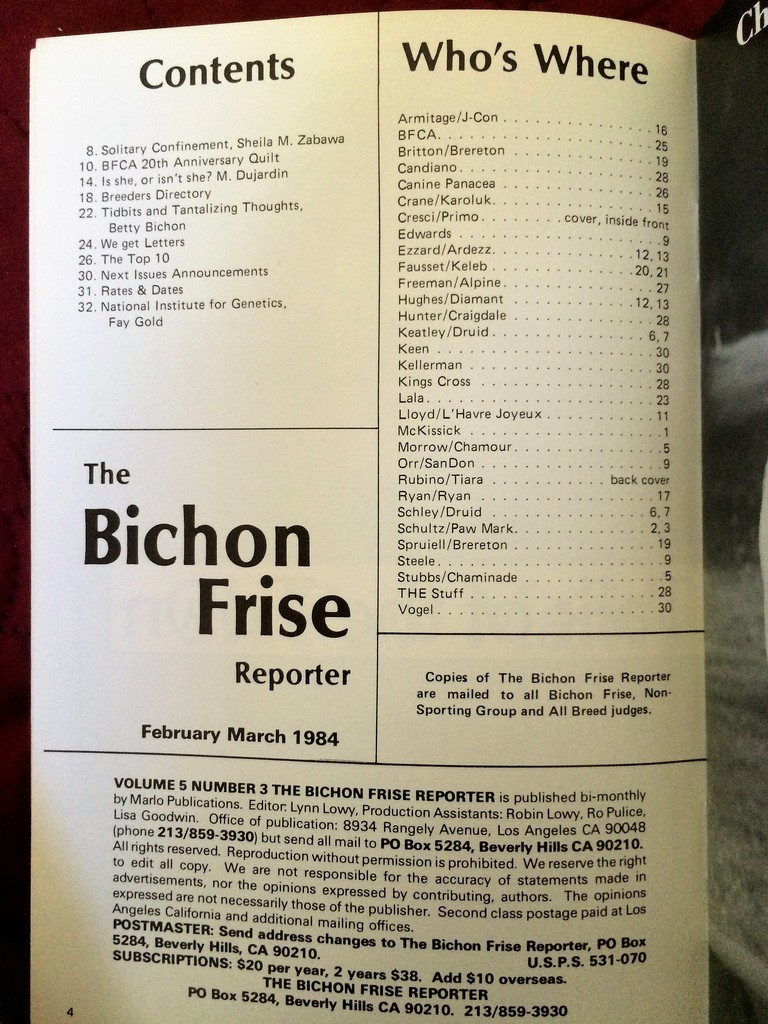 Contents
8. Solitary Confinement, Sheila M. Zabawa
10. BFCA 20th Anniversary Quilt
14. Is she, or isn't she? M. Dujardin
18. Breeders Directory
22. Tidbits and Tantalizing Thoughts,
Betty Bichon
24. We get Letters
26. The Top 10
30. Next Issues Announcements
31. Rates & Dates
32. National Institute for Genetics,
Fay Gold
The
Bichon
Frise
Reporter
February March 1984
Who's Where
Armitage/J-Con . . . . . . . . . . 16
BFCA. . . . . . . . . . 25
Britton/Brereton . . . . . . . . . . 19
Candiano. . . . . . . . . . 28
Canine Panacea . . . . . . . . . . 26
Crane/Karoluk. . . . . . . . . . 15
Cresci/Primo. . . . . . . . cover, inside front
Edwards . . . . . . . . . . 9
Ezzard/Ardezz. . . . . . . . . . 12, 13
Fausset/Keleb . . . . . . . . . . 20, 21
Freeman/Alpine. . . . . . . . . . 27
Hughes/Diamant . . . . . . . . . . 12, 13
Hunter/Craigdale . . . . . . . . . . 28
Keatley/Druid . . . . . . . . . . 6, 7
Keen . . . . . . . . . . 30
Kellerman . . . . . . . . . . 30
Kings Cross . . . . . . . . . . 28
Lala. . . . . . . . . . 23
Lloyd/L'Havre Joyeux . . . . . . . . . . 11
McKissick . . . . . . . . . . 1
Morrow/Chamour. . . . . . . . . . 5
Orr/SanDon . . . . . . . . . . 9
Rubino/Tiara . . . . . . . . . . back cover
Ryan/Ryan . . . . . . . . . . 17
Schley/Druid . . . . . . . . . . 6, 7
Schultz/Paw Mark. . . . . . . . . . 2, 3
Spruiell/Brereton . . . . . . . . . . 19
Steele. . . . . . . . . . 9
Stubbs/Chaminade . . . . . . . . . . 5
THE Stuff . . . . . . . . . . 28
Vogel . . . . . . . . . . 30
Copies of The Bichon Frise Reporter
are mailed to all Bichon Frise, Non-
Sporting Group and All Breed judges.
VOLUME 5 NUMBER 3 THE BICHON FRISE REPORTER is published bi-monthly
by Marlo Publications. Editor: Lynn Lowy, Production Assistants: Robin Lowy, Ro Pulice,
Lisa Goodwin. Office of publication: 8934 Rangely Avenue, Los Angeles CA 90048
(phone 213/859-3930) but send all mail to PO Box 5284, Beverly Hills CA 90210.
All rights reserved. Reproduction without permission is prohibited. We reserve the right
to edit all copy. We are not responsible for the accuracy of statements made in
advertisements, nor the opinions expressed by contributing, authors. The opinions
expressed are not necessarily those of the publisher. Second class postage paid at Los
Angeles California and additional mailing offices.
POSTMASTER: Send address changes to The Bichon Frise Reporter, PO Box
5284, Beverly Hills, CA 90210. U.S.P.S. 531-070
SUBSCRIPTIONS: $20 per year, 2 years $38. Add $10 overseas.
THE BICHON FRISE REPORTER
PO Box 5284, Beverly Hills CA 90210. 213/859-3930
4
Ch